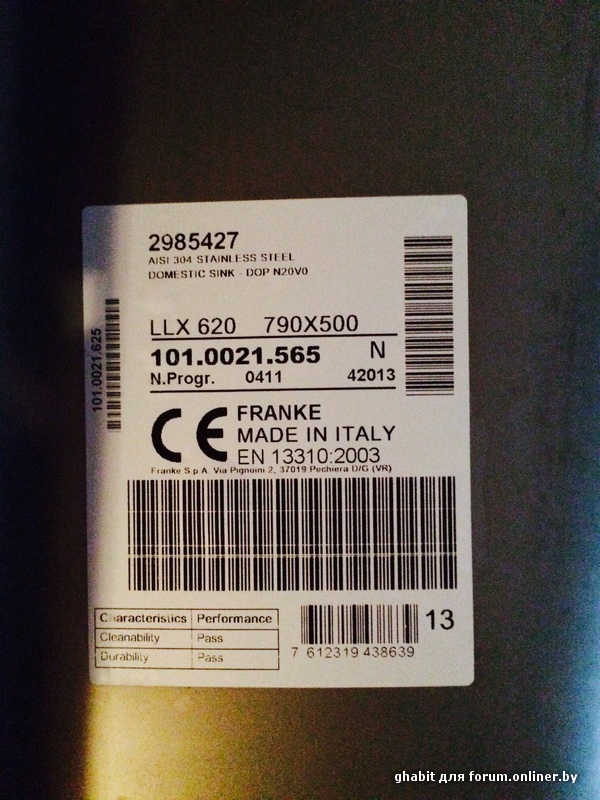 2985427
AISI 304 STAINLESS STEEL
DOMESTIC SINK - DOP N20V0
LLX 620 790X500
101.0021.565 N
N.Progr. 0411 42013
101.0021.625
CE FRANKE
MADE IN ITALY
EN 13310:2003
Franke S.p.A. Via Pignolni 2, 37019 Pechiera D/G (VR)
Characteristics Performance
Cleanability Pass
Durability Pass
13
7 612319 438639
ghabit для forum.onliner.by